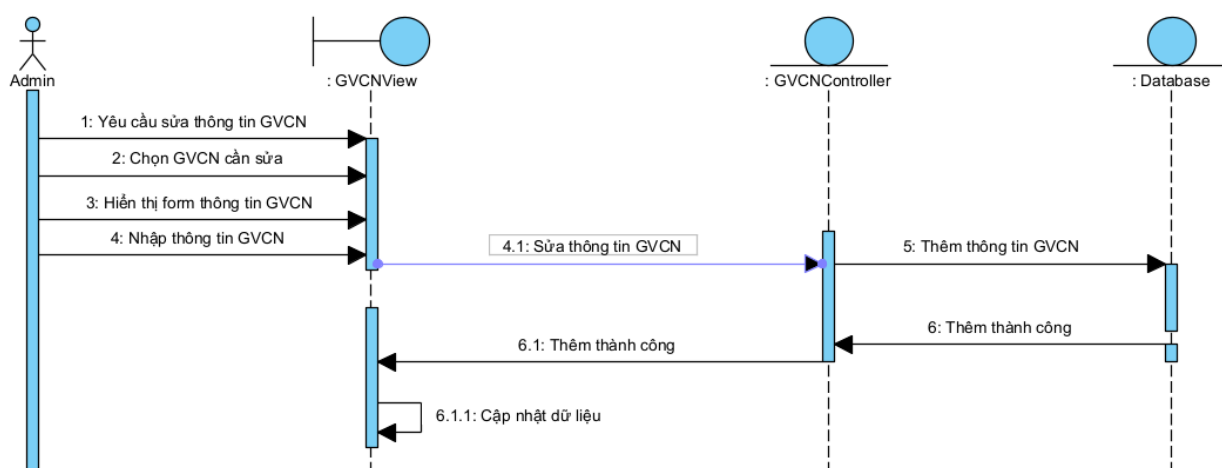 Admin
: GVCNView
: GVCNController
: Database
1: Yêu cầu sửa thông tin GVCN
2: Chọn GVCN cần sửa
3: Hiển thị form thông tin GVCN
4: Nhập thông tin GVCN
4.1: Sửa thông tin GVCN
5: Thêm thông tin GVCN
6: Thêm thành công
6.1: Thêm thành công
6.1.1: Cập nhật dữ liệu